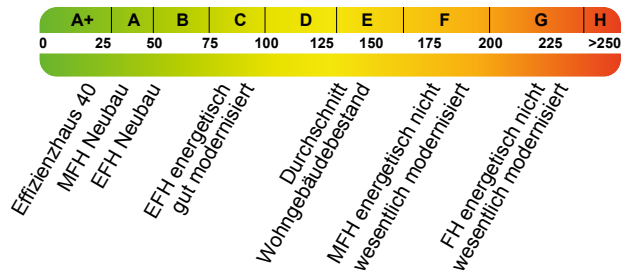 A+ A B C D E F G H
0 25 50 75 100 125 150 175 200 225 >250
Effizienzhaus 40
MFH Neubau
EFH Neubau
EFH energetisch
gut modernisiert
Durchschnitt
Wohngebäudebestand
MFH energetisch nicht
wesentlich modernisiert
FH energetisch nicht
wesentlich modernisiert